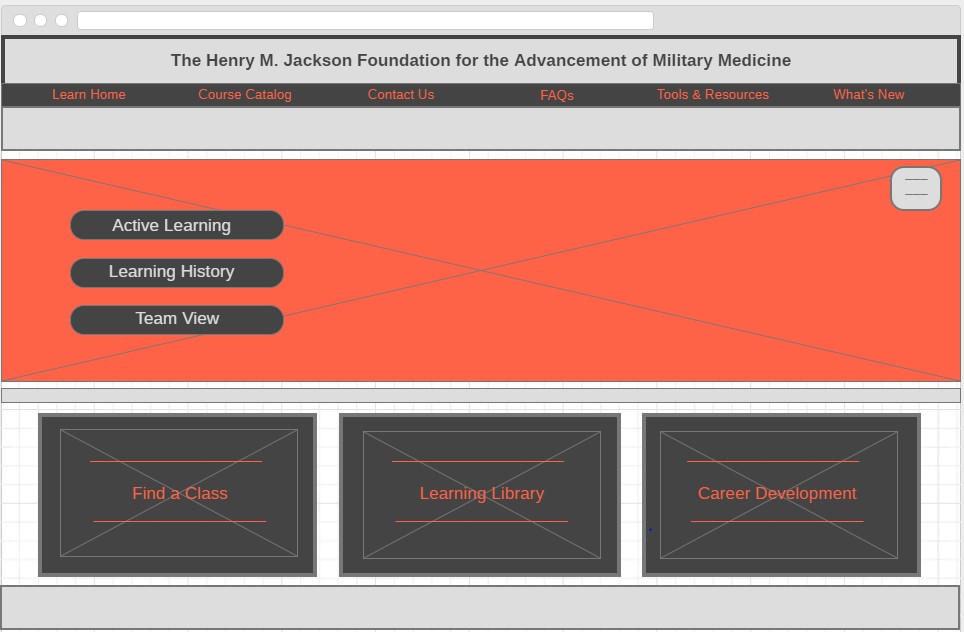 The Henry M. Jackson Foundation for the Advancement of Military Medicine
Learn Home Course Catalog Contact Us FAQs Tools & Resources What's New
Active Learning
Learning History
Team View
Find a Class Learning Library Career Development